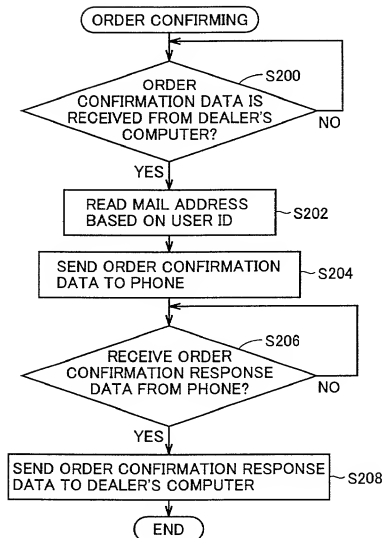 ORDER CONFIRMING
S200
ORDER
CONFIRMATION DATA IS
RECEIVED FROM DEALER'S
COMPUTER?
NO
YES
READ MAIL ADDRESS
BASED ON USER ID
S202
SEND ORDER CONFIRMATION
DATA TO PHONE
S204
S206
RECEIVE ORDER
CONFIRMATION RESPONSE
DATA FROM PHONE?
NO
YES
SEND ORDER CONFIRMATION RESPONSE
DATA TO DEALER'S COMPUTER
S208
END